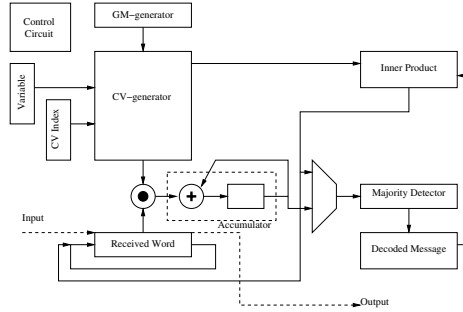 Control
Circuit
GM-generator
Variable
CV Index
CV-generator
Inner Product
Accumulator
Majority Detector
Input
Received Word
Decoded Message
Output